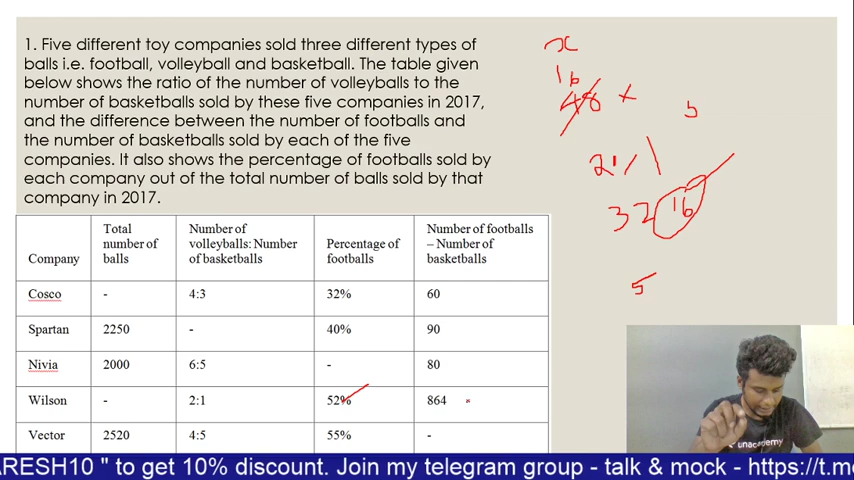 1. Five different toy companies sold three different types of
balls i.e. football, volleyball and basketball. The table given
below shows the ratio of the number of volleyballs to the
number of basketballs sold by these five companies in 2017,
and the difference between the number of footballs and
the number of basketballs sold by each of the five
companies. It also shows the percentage of footballs sold by
each company out of the total number of balls sold by that
company in 2017.
Company
Total
number of
balls
Number of
volleyballs: Number
of basketballs
Percentage of
footballs
Number of footballs
– Number of
basketballs
Cosco - 4:3 32% 60
Spartan 2250 - 40% 90
Nivia 2000 6:5 - 80
Wilson - 2:1 52% 864
Vector 2520 4:5 55% -
x
16
48 x
2 1 / 1
32 16
5
unacademy
ARESH10 " to get 10% discount. Join my telegram group - talk & mock - https://t.m